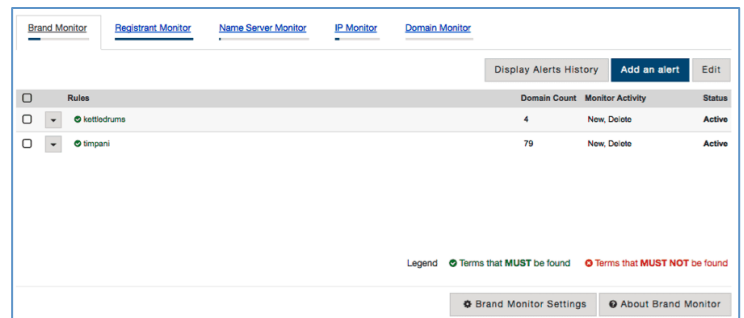 Brand Monitor Registrant Monitor Name Server Monitor IP Monitor Domain Monitor
Display Alerts History Add an alert Edit
Rules Domain Count Monitor Activity Status
kettledrums 4 New, Delete Active
timpani 79 New, Delete Active
Legend Terms that MUST be found Terms that MUST NOT be found
Brand Monitor Settings About Brand Monitor